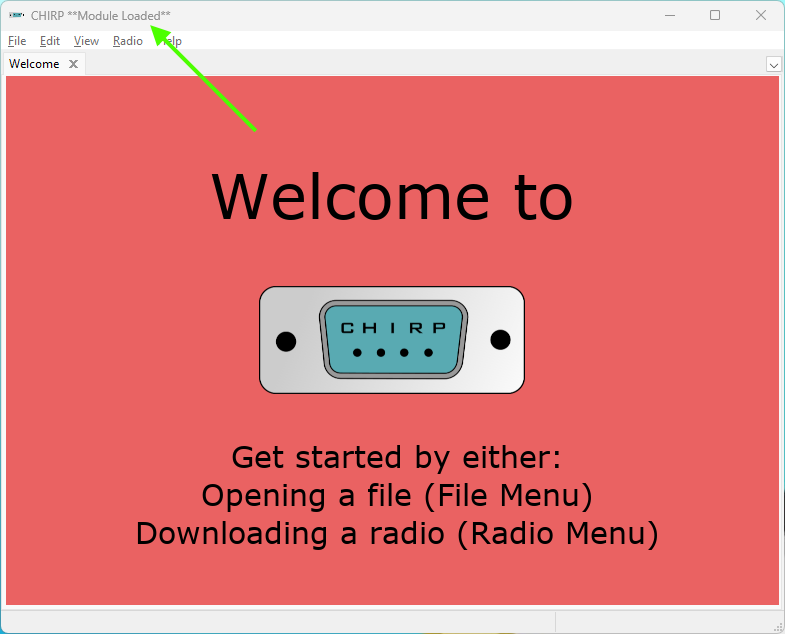 CHIRP **Module Loaded**
File Edit View Radio Help
Welcome
Welcome to
CHIRP
Get started by either:
Opening a file (File Menu)
Downloading a radio (Radio Menu)